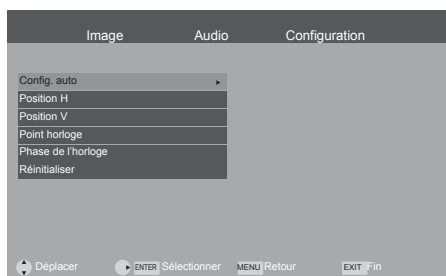 Image Audio Configuration
Config. auto
Position H
Position V
Point horloge
Phase de l'horloge
Réinitialiser
Déplacer ENTER Sélectionner MENU Retour EXIT Fin